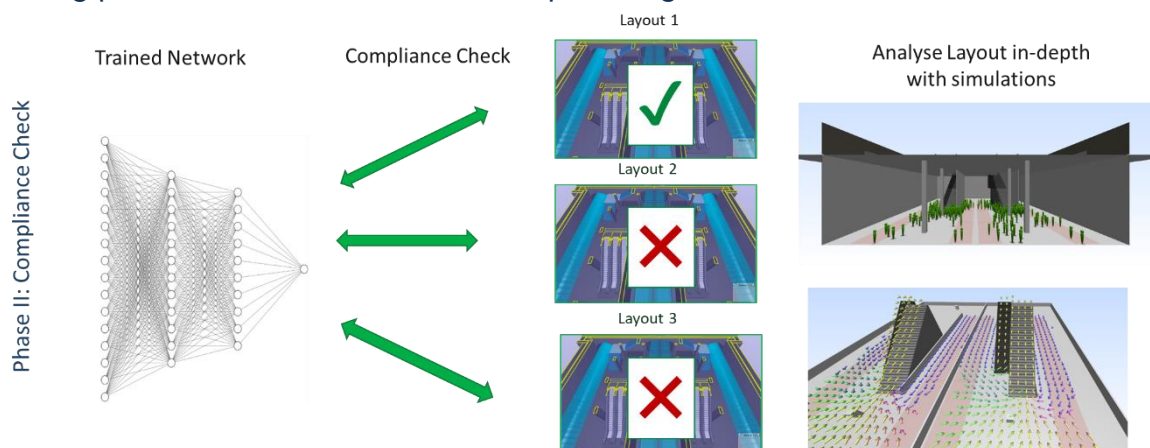 Layout 1
Trained Network
Compliance Check
Analyse Layout in-depth
with simulations
Phase II: Compliance Check
Layout 2
Layout 3